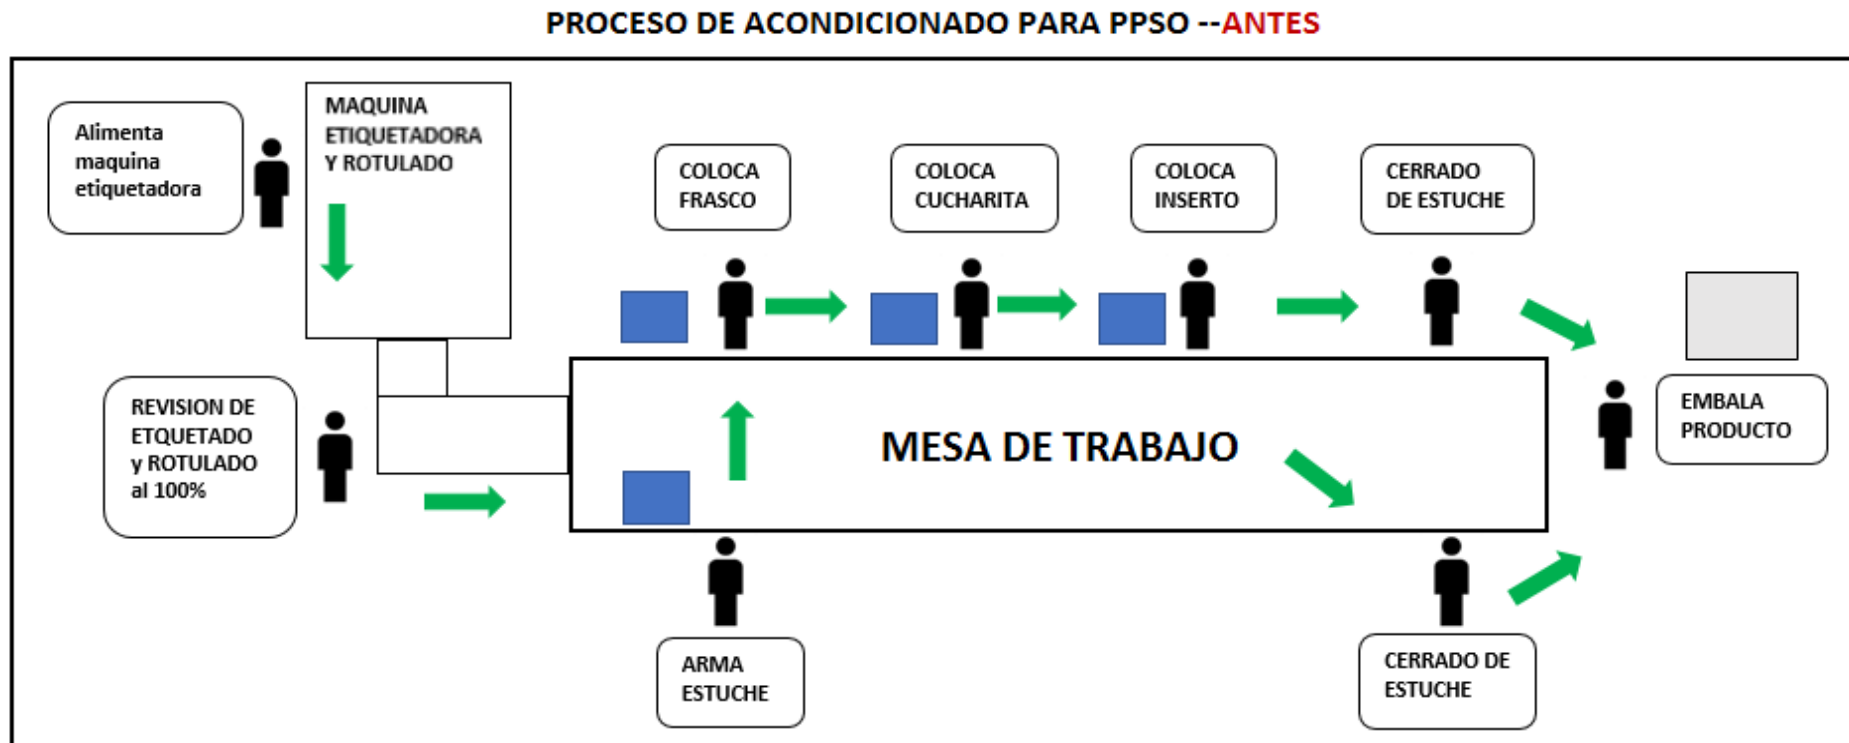 PROCESO DE ACONDICIONADO PARA PPSO --ANTES
Alimenta
maquina
etiquetadora
MAQUINA
ETIQUETADORA
Y ROTULADO
COLOCA
FRASCO
COLOCA
CUCHARITA
COLOCA
INSERTO
CERRADO
DE ESTUCHE
REVISION DE
ETQUETADO
y ROTULADO
al 100%
MESA DE TRABAJO
EMBALA
PRODUCTO
ARMA
ESTUCHE
CERRADO DE
ESTUCHE